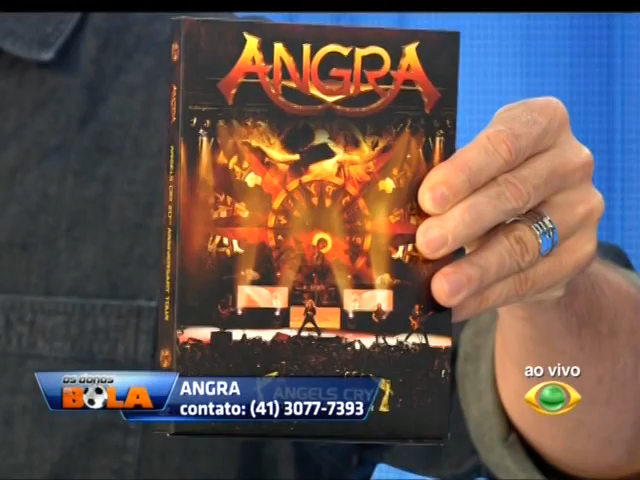 ANGRA
ANGRA ANGELS CRY 20TH ANNIVERSARY TOUR
ANGELS CRY
OS DONOS DA
BOLA
ANGRA
contato: (41) 3077-7393
ao vivo